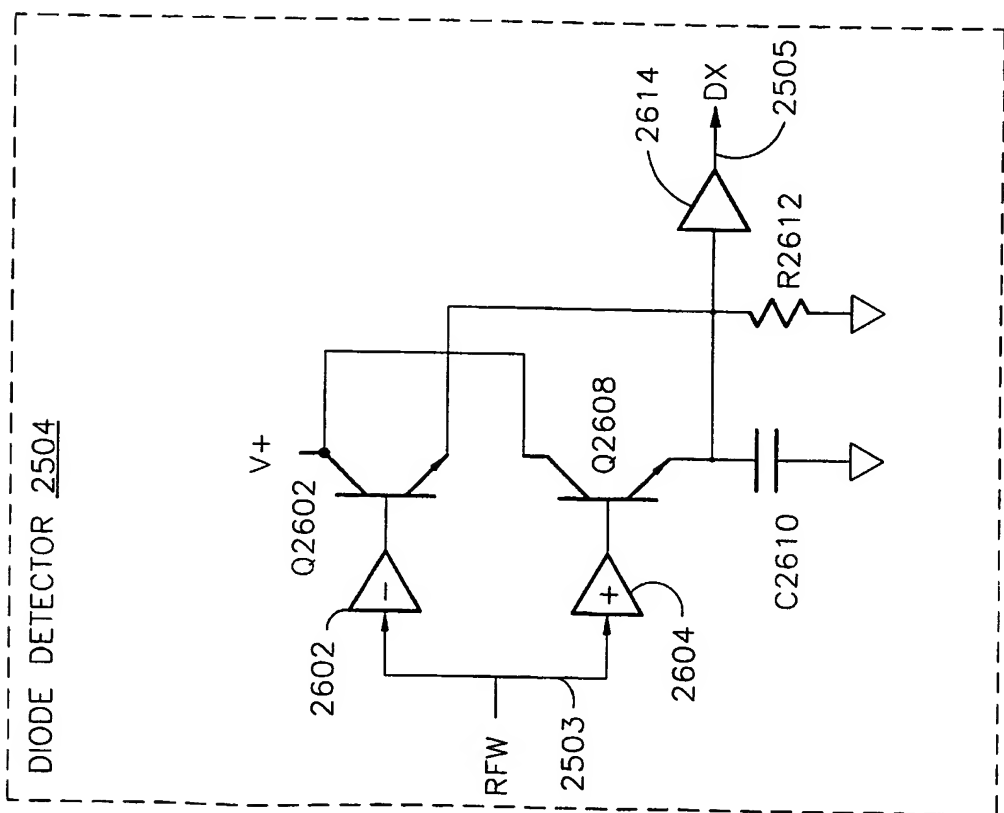 DIODE DETECTOR 2504
V+
Q2602
2602
-
RFW
2503
+
2604
Q2608
C2610
R2612
2614
DX
2505